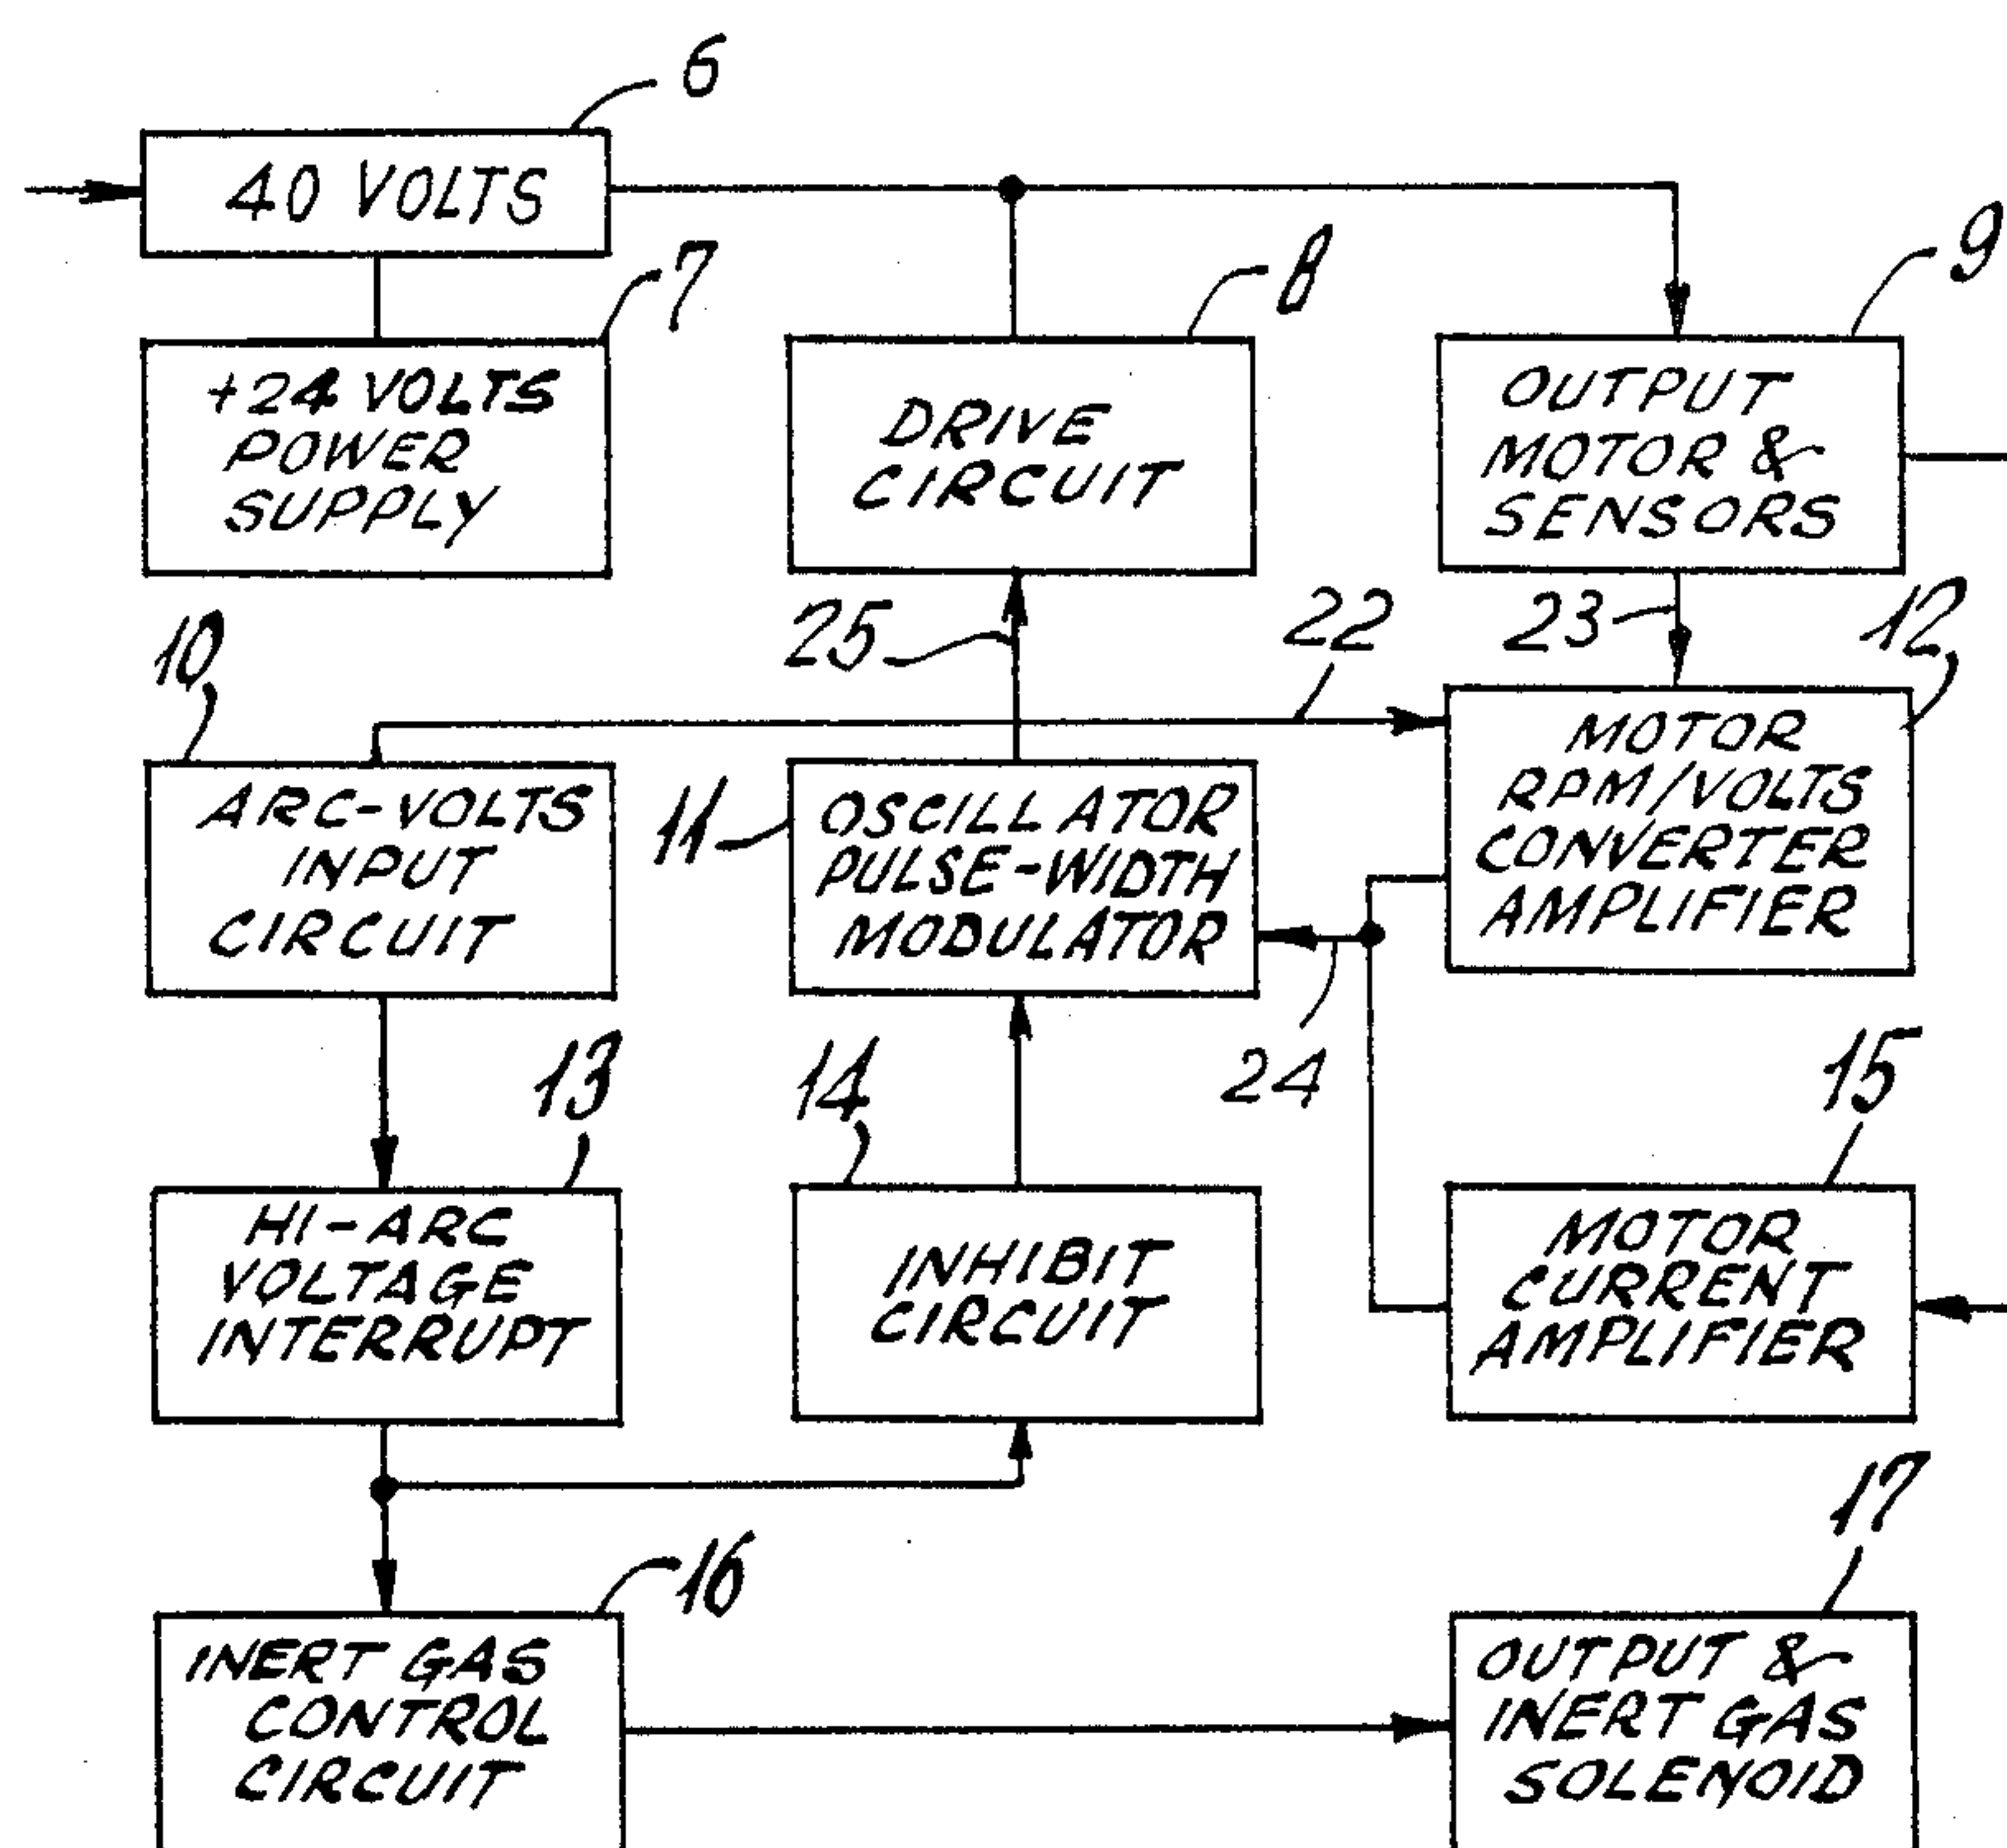 6
40 VOLTS
7
+24 VOLTS
POWER
SUPPLY
8
DRIVE
CIRCUIT
9
OUTPUT
MOTOR &
SENSORS
10
25
22
23
12
ARC-VOLTS
INPUT
CIRCUIT
11
OSCILLATOR
PULSE-WIDTH
MODULATOR
MOTOR
RPM/VOLTS
CONVERTER
AMPLIFIER
24
13
HI-ARC
VOLTAGE
INTERRUPT
14
INHIBIT
CIRCUIT
15
MOTOR
CURRENT
AMPLIFIER
16
INERT GAS
CONTROL
CIRCUIT
17
OUTPUT &
INERT GAS
SOLENOID